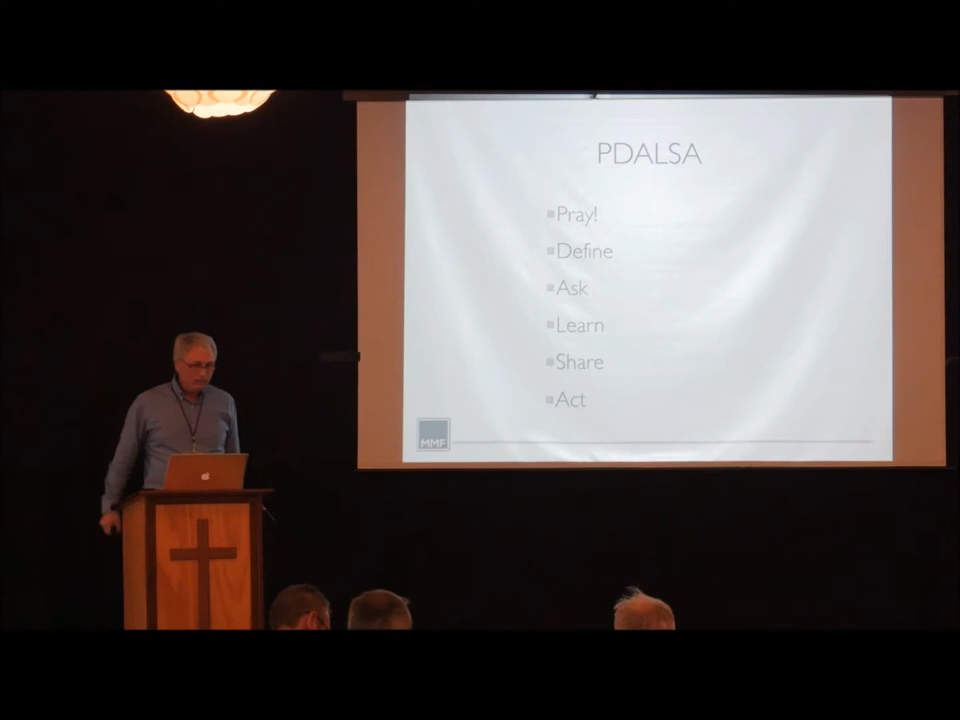 PDALSA
Pray!
Define
Ask
Learn
Share
Act
MMF